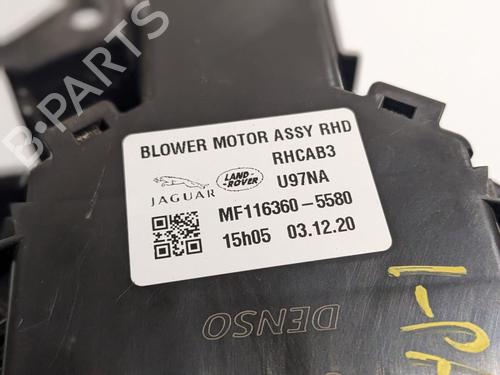 B-PARTS
BLOWER MOTOR ASSY RHD
RHCAB3
JAGUAR LAND-ROVER U97NA
MF116360-5580
15h05 03.12.20
DENSO